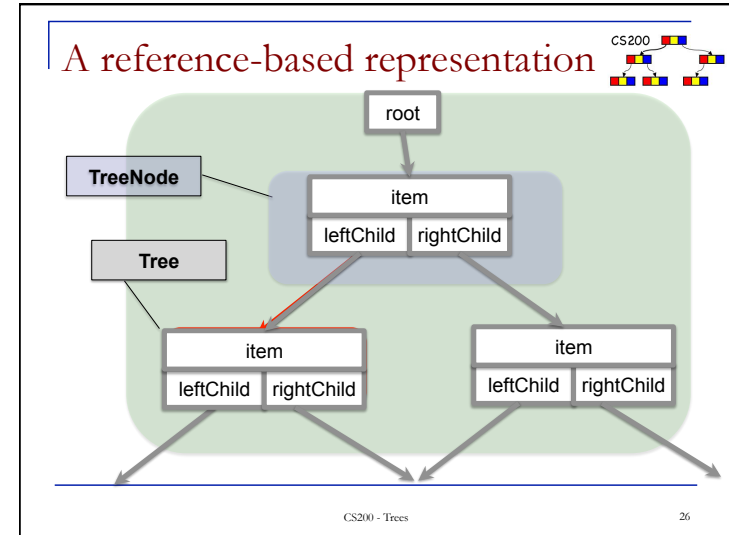 A reference-based representation
CS200
root
TreeNode
item
leftChild rightChild
Tree
item
leftChild rightChild
item
leftChild rightChild
CS200 - Trees
26